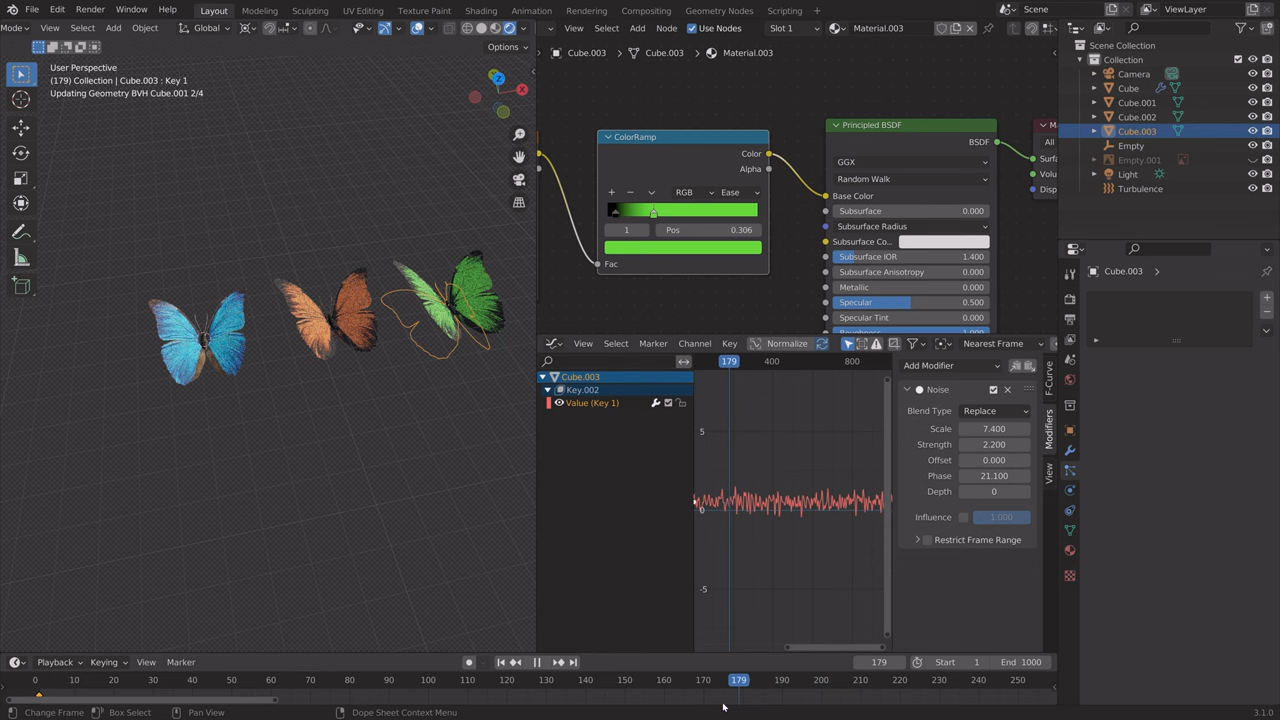 File Edit Render Window Help Layout Modeling Sculpting UV Editing Texture Paint Shading Animation Rendering Compositing Geometry Nodes Scripting Scene ViewLayer
Mode View Select Add Object Global View Select Add Node Use Nodes Slot 1 Material.003
Options
Cube.003 Cube.003 Material.003
User Perspective
(179) Collection | Cube.003 : Key 1
Updating Geometry BVH Cube.001 2/4
Z
X
Scene Collection
Collection
Camera
Cube
Cube.001
Cube.002
Cube.003
Empty
Empty.001
Light
Turbulence
ColorRamp
Color
Alpha
RGB Ease
1 Pos 0.306
Fac
Principled BSDF
BSDF
GGX
Random Walk
Base Color
Subsurface 0.000
Subsurface Radius
Subsurface Co...
Subsurface IOR 1.400
Subsurface Anisotropy 0.000
Metallic 0.000
Specular 0.500
Specular Tint 0.000
Roughness 1.000
All
Surfa
Volu
Disp
Cube.003
View Select Marker Channel Key Normalize Nearest Frame
179 400 800
Cube.003
Key.002
Value (Key 1)
5
0
-5
Add Modifier
Noise
Blend Type Replace
Scale 7.400
Strength 2.200
Offset 0.000
Phase 21.100
Depth 0
Influence 1.000
Restrict Frame Range
F-Curve
Modifiers
View
Playback Keying View Marker 179 Start 1 End 1000
0 10 20 30 40 50 60 70 80 90 100 110 120 130 140 150 160 170 179 190 200 210 220 230 240 250
Change Frame Box Select Pan View Dope Sheet Context Menu 3.1.0